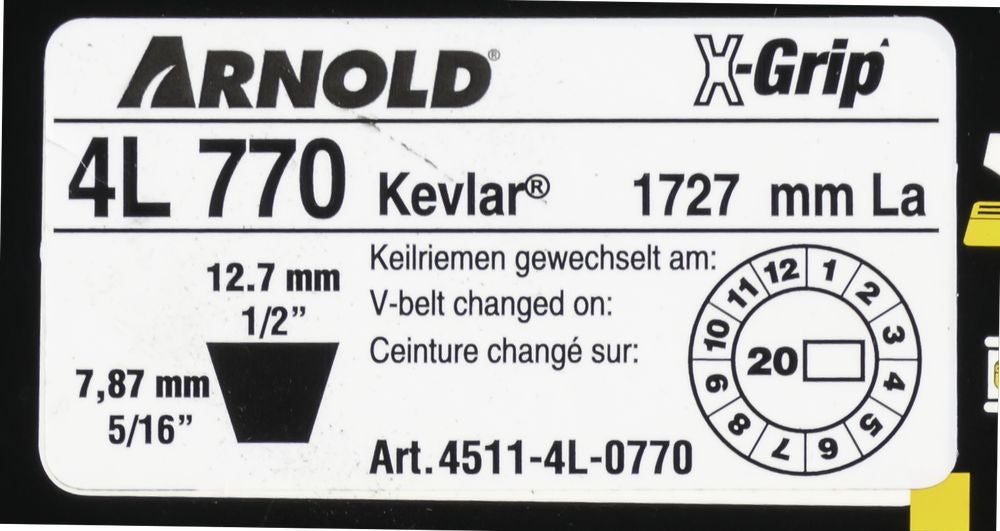 ARNOLD®
X-Grip
4L 770 Kevlar® 1727 mm La
12.7 mm
1/2”
7,87 mm
5/16”
Keilriemen gewechselt am:
V-belt changed on:
Ceinture changé sur:
Art. 4511-4L-0770
12 1 2 3 4 5 6 7 8 9 10 11
20